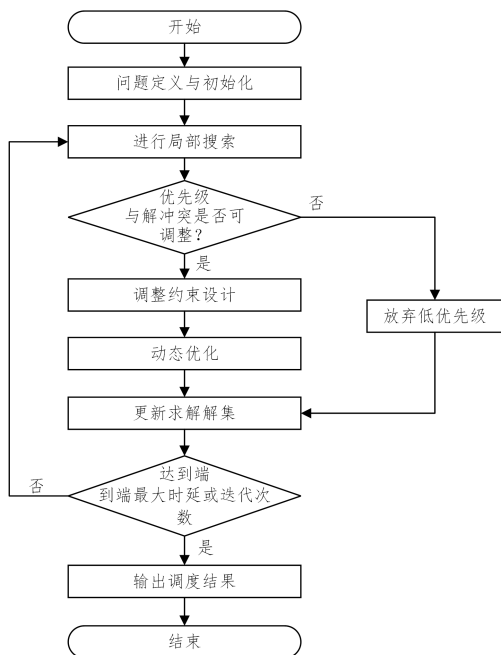 开始
问题定义与初始化
进行局部搜索
优先级
与解冲突是否可
调整？
否
是
调整约束设计
放弃低优先级
动态优化
更新求解解集
达到端
到端最大时延或迭代次
数
否
是
输出调度结果
结束